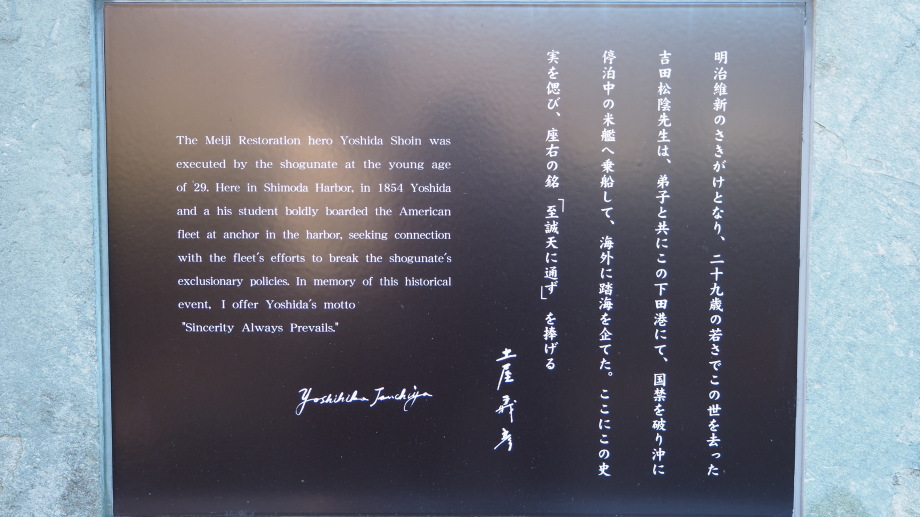 The Meiji Restoration hero Yoshida Shoin was
executed by the shogunate at the young age
of 29. Here in Shimoda Harbor, in 1854 Yoshida
and a his student boldly boarded the American
fleet at anchor in the harbor, seeking connection
with the fleet's efforts to break the shogunate's
exclusionary policies. In memory of this historical
event, I offer Yoshida's motto
"Sincerity Always Prevails."
Yoshihiko Tsuchiya
明治維新のさきがけとなり、二十九歳の若さでこの世を去った
吉田松陰先生は、弟子と共にこの下田港にて、国禁を破り沖に
停泊中の米艦へ乗船して、海外に踏海を企てた。ここにこの史
実を偲び、座右の銘「至誠天に通ず」を捧げる
土屋義彦